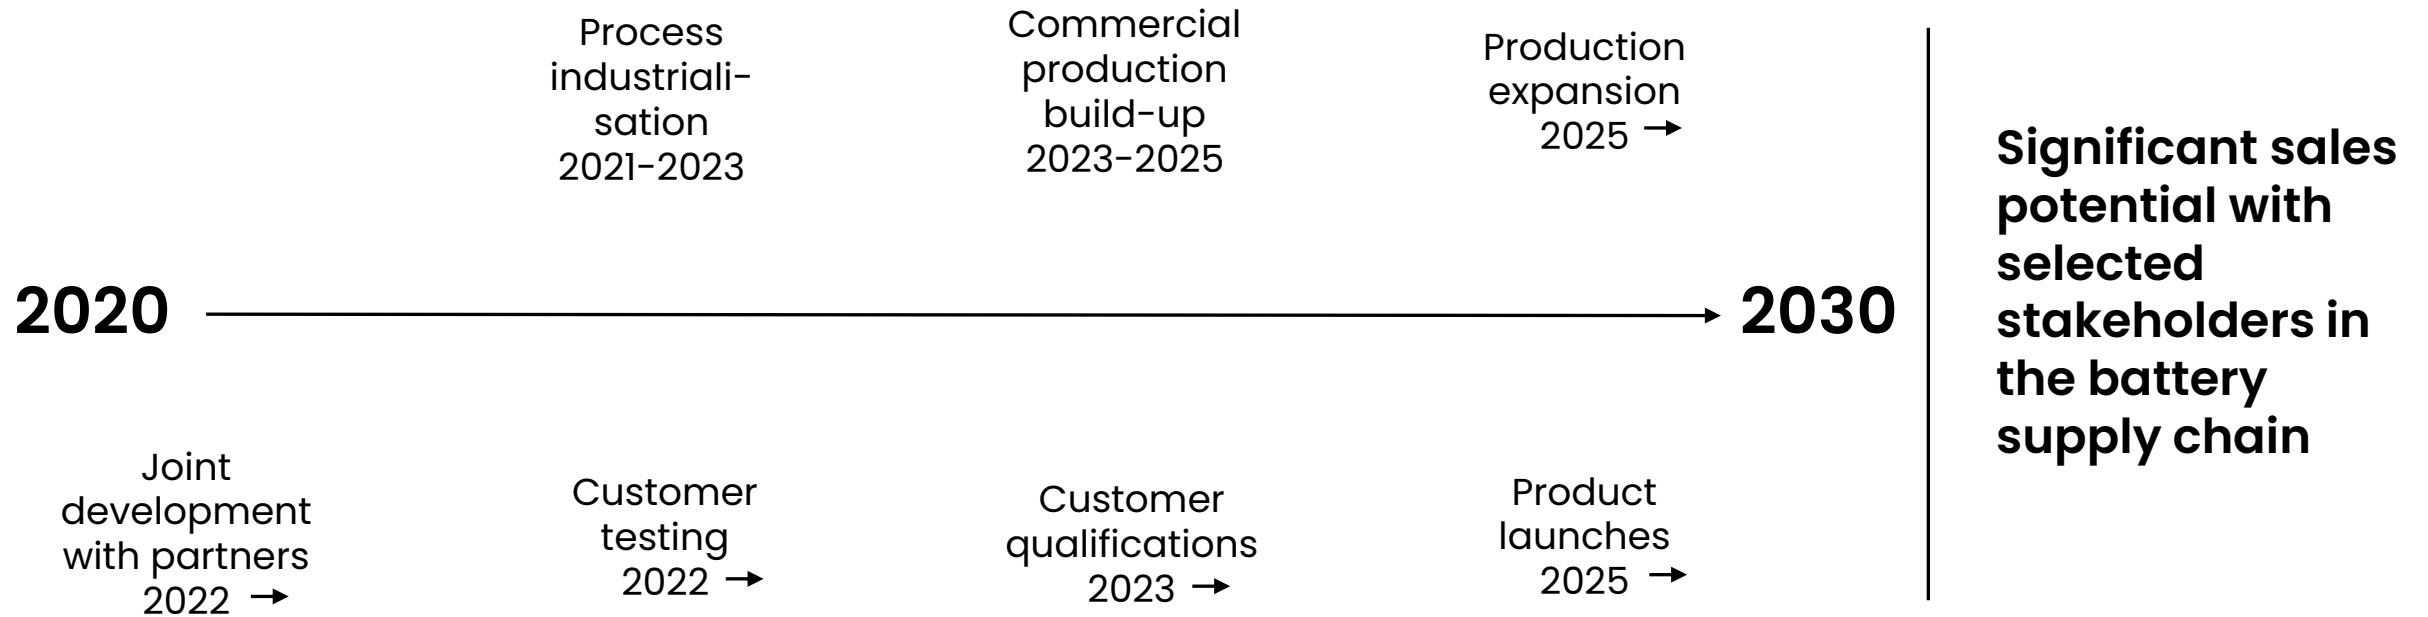 Process
industriali-
sation
2021-2023
Commercial
production
build-up
2023-2025
Production
expansion
2025 →
2020
2030
Joint
development
with partners
2022 →
Customer
testing
2022 →
Customer
qualifications
2023 →
Product
launches
2025 →
Significant sales
potential with
selected
stakeholders in
the battery
supply chain